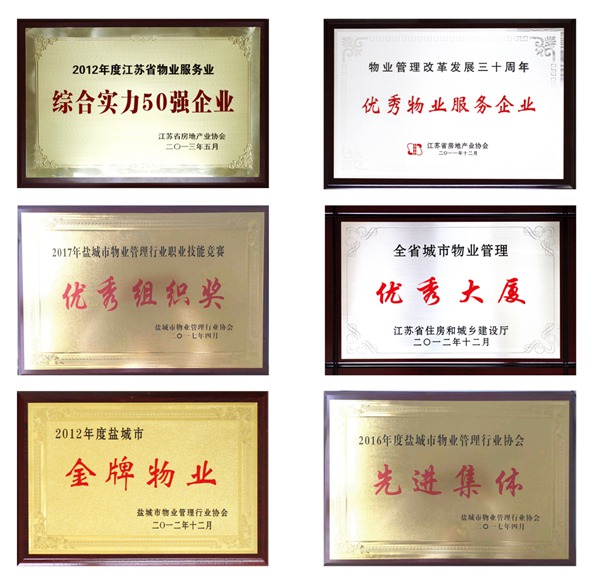 2012年度江苏省物业服务业
综合实力50强企业
江苏省房地产业协会
二〇一三年五月
物业管理改革发展三十周年
优秀物业服务企业
江苏省房地产业协会
二〇一一年十二月
2017年盐城市物业管理行业职业技能竞赛
优秀组织奖
盐城市物业管理行业协会
二〇一七年四月
全省城市物业管理
优秀大厦
江苏省住房和城乡建设厅
二〇一二年十二月
2012年度盐城市
金牌物业
盐城市物业管理行业协会
二〇一二年十二月
2016年度盐城市物业管理行业协会
先进集体
盐城市物业管理行业协会
二〇一七年四月